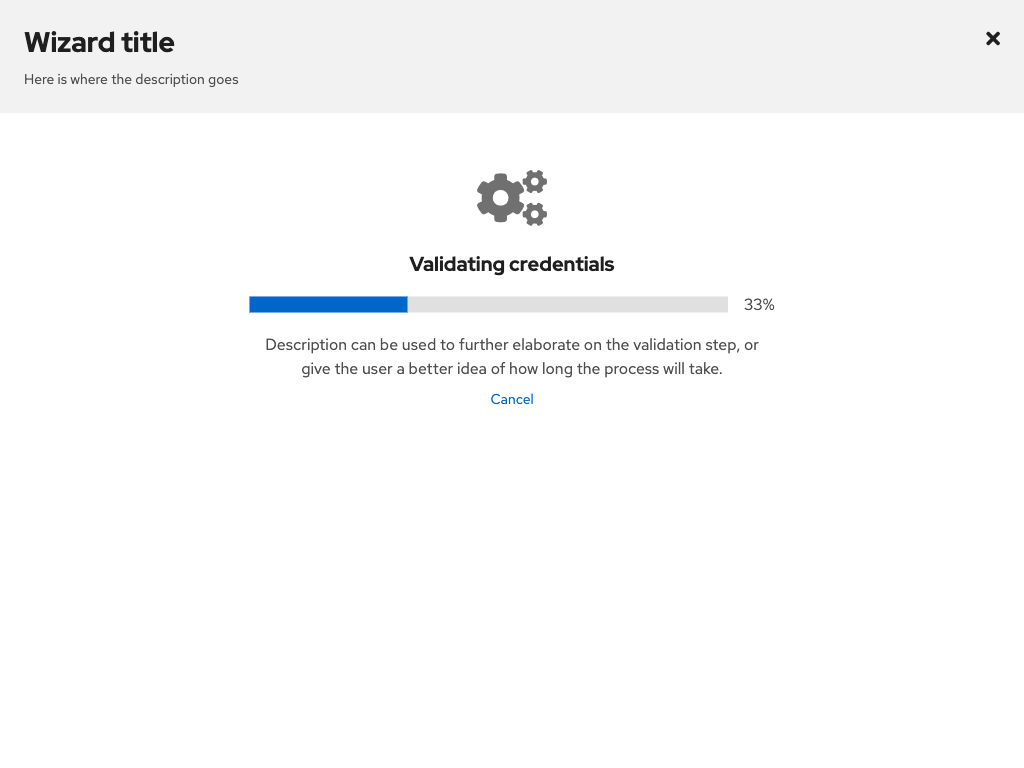 Wizard title
Here is where the description goes
Validating credentials
33%
Description can be used to further elaborate on the validation step, or
give the user a better idea of how long the process will take.
Cancel